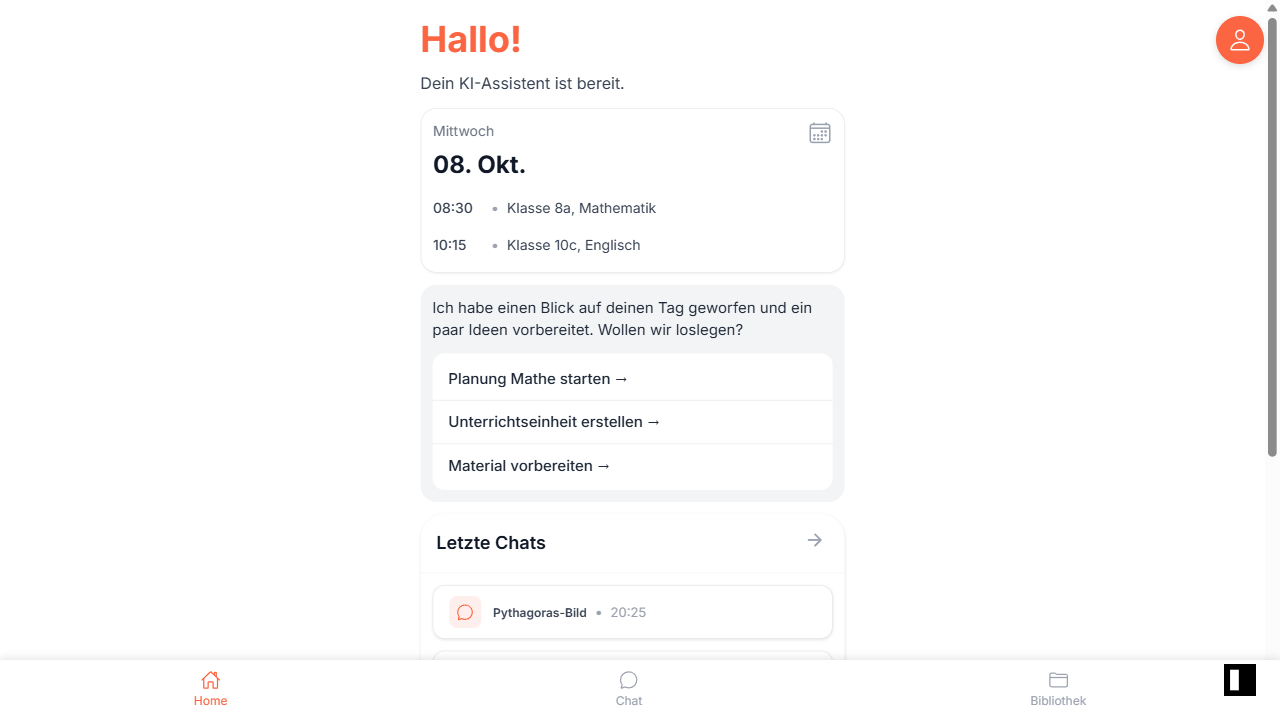 Hallo!
Dein KI-Assistent ist bereit.
Mittwoch
08. Okt.
08:30 • Klasse 8a, Mathematik
10:15 • Klasse 10c, Englisch
Ich habe einen Blick auf deinen Tag geworfen und ein
paar Ideen vorbereitet. Wollen wir loslegen?
Planung Mathe starten →
Unterrichtseinheit erstellen →
Material vorbereiten →
Letzte Chats
Pythagoras-Bild • 20:25
Home
Chat
Bibliothek